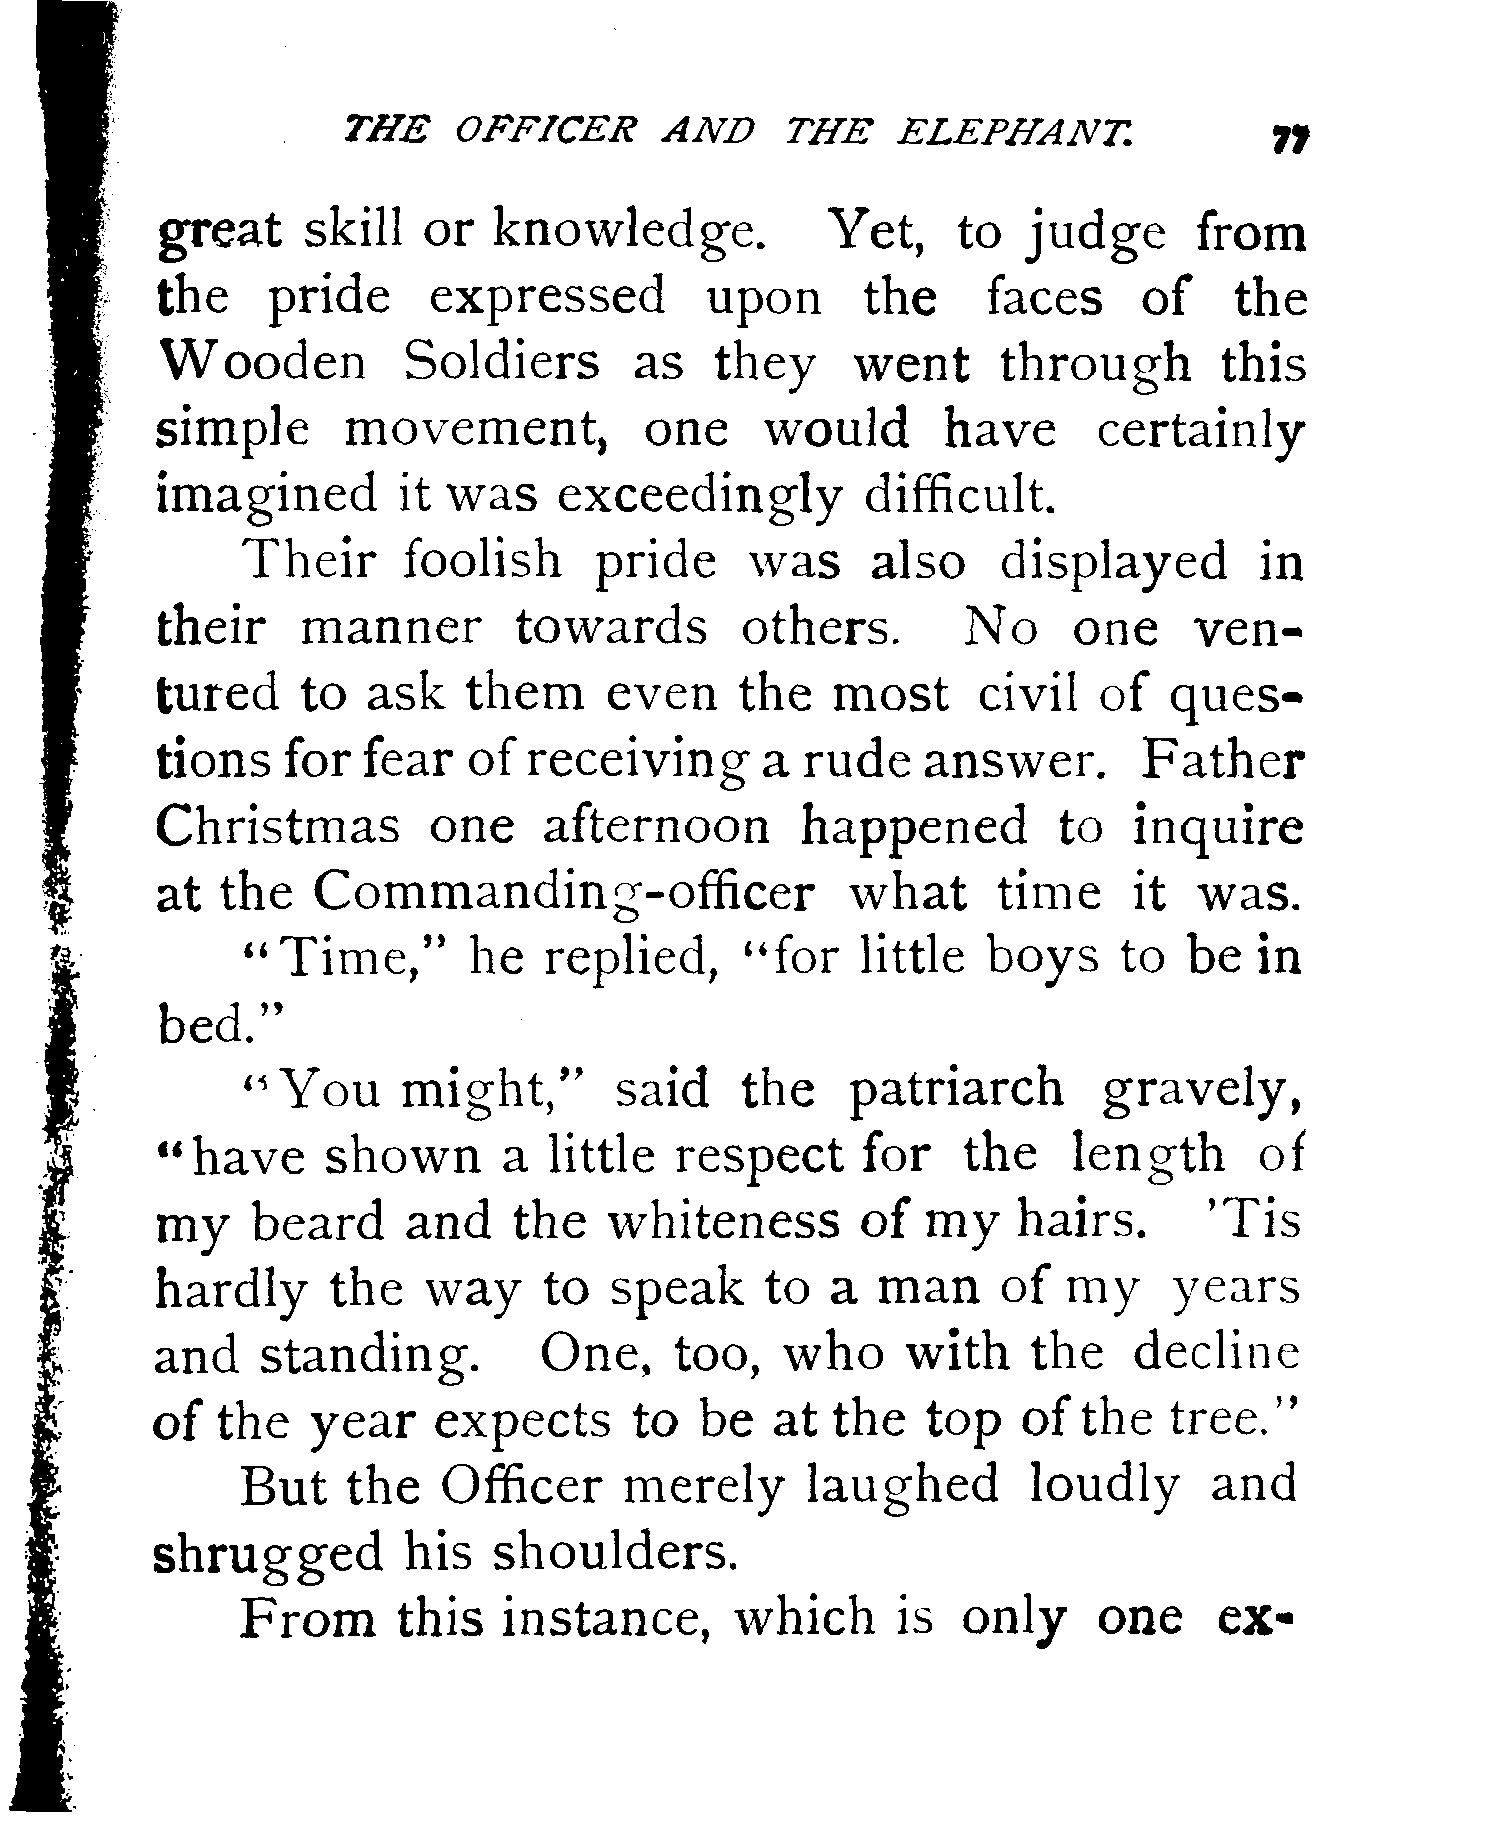 THE OFFICER AND THE ELEPHANT. 77
great skill or knowledge. Yet, to judge from
the pride expressed upon the faces of the
Wooden Soldiers as they went through this
simple movement, one would have certainly
imagined it was exceedingly difficult.
Their foolish pride was also displayed in
their manner towards others. No one ven-
tured to ask them even the most civil of ques-
tions for fear of receiving a rude answer. Father
Christmas one afternoon happened to inquire
at the Commanding-officer what time it was.
"Time," he replied, "for little boys to be in
bed."
"You might," said the patriarch gravely,
"have shown a little respect for the length of
my beard and the whiteness of my hairs. 'Tis
hardly the way to speak to a man of my years
and standing. One, too, who with the decline
of the year expects to be at the top of the tree."
But the Officer merely laughed loudly and
shrugged his shoulders.
From this instance, which is only one ex-